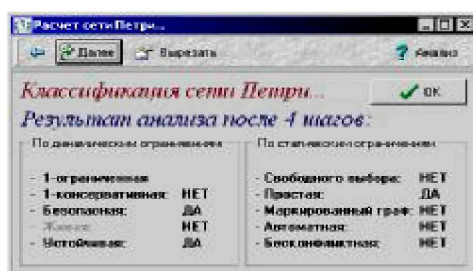 Расчет сети Петри...
Далее Вырезать ? Анализ
Классификация сети Петри...
OK
Результат анализа после 4 шагов:
По динамическим ограничениям
По статическим ограничениям
- 1-ограниченная
- 1-консервативная: НЕТ
- Безопасная: ДА
- Живая: НЕТ
- Устойчивая: ДА
- Свободного выбора: НЕТ
- Простая: ДА
- Маркированный граф: НЕТ
- Автоматная: НЕТ
- Бесконфликтная: НЕТ